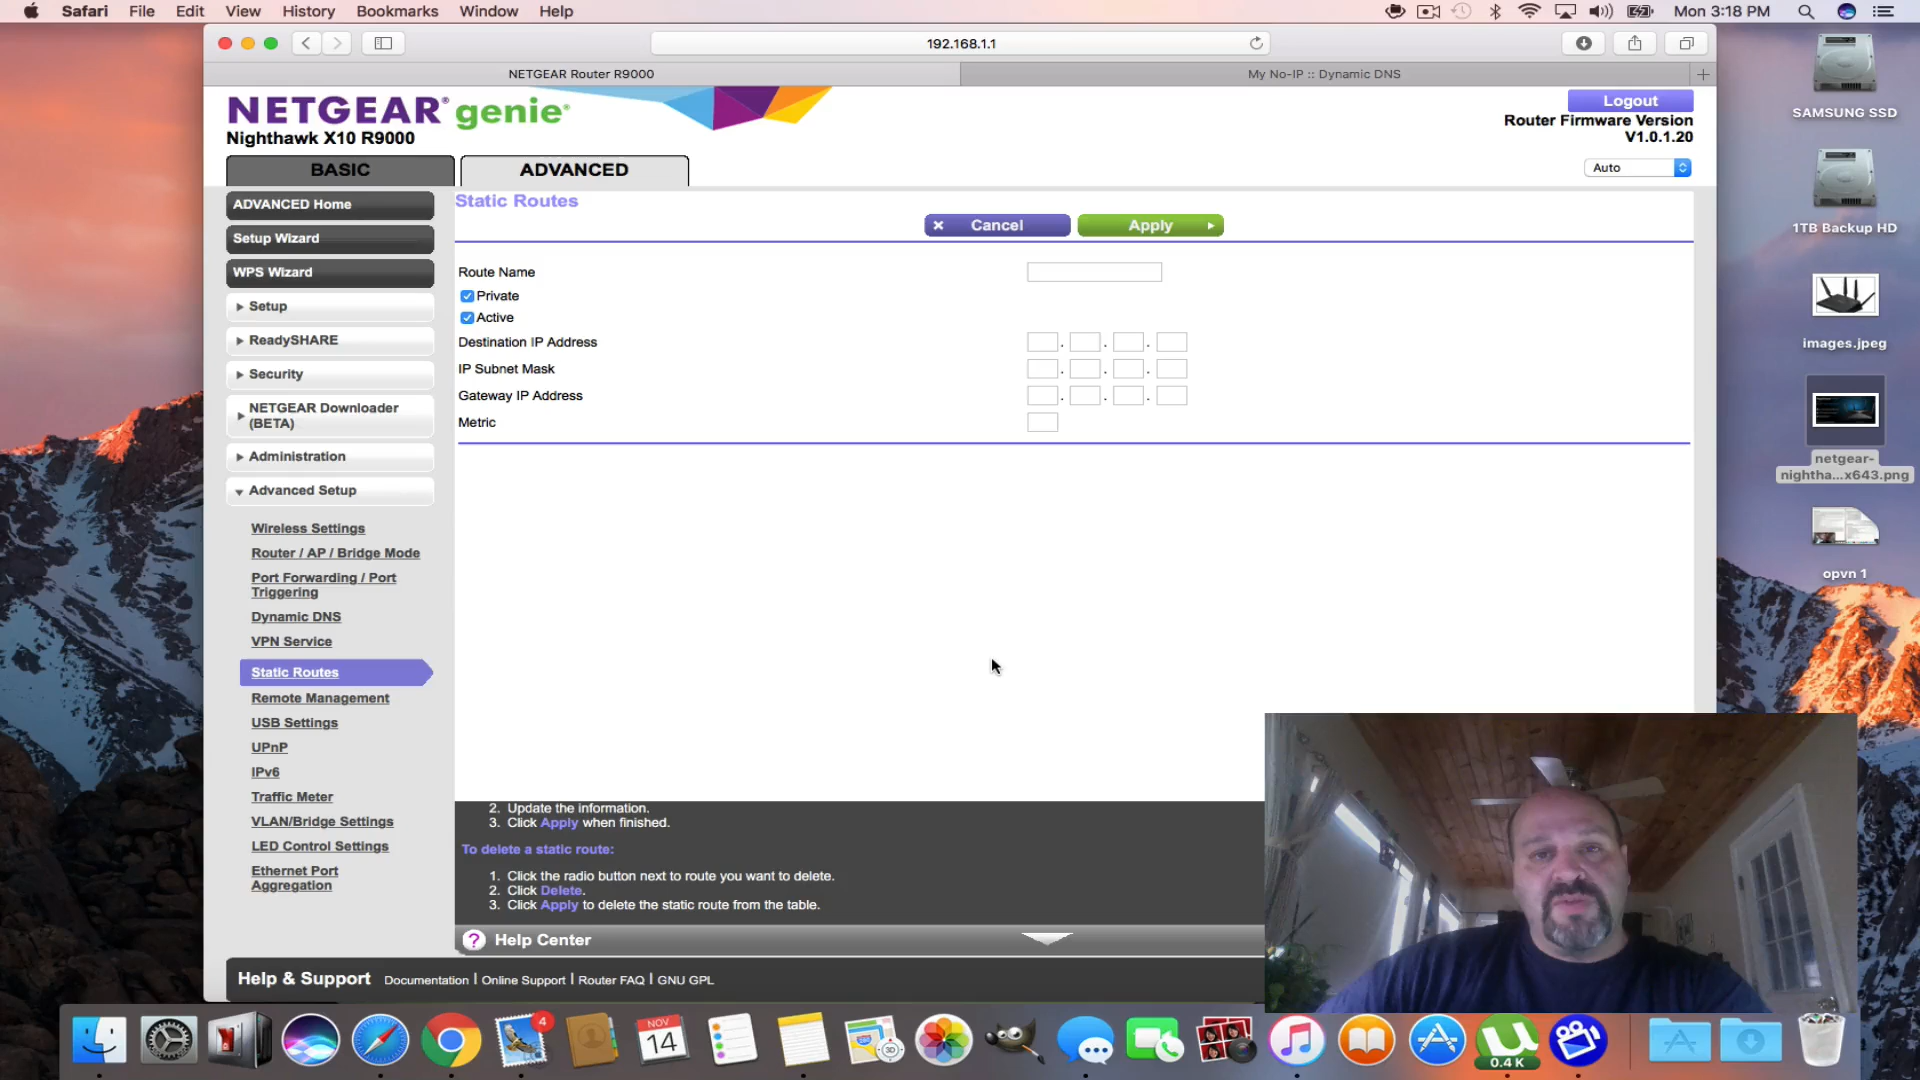 Safari File Edit View History Bookmarks Window Help Mon 3:18 PM
192.168.1.1
NETGEAR Router R9000 My No-IP :: Dynamic DNS
NETGEAR® genie®
Nighthawk X10 R9000
Logout
Router Firmware Version
V1.0.1.20
BASIC ADVANCED
Auto
ADVANCED Home
Setup Wizard
WPS Wizard
Setup
ReadySHARE
Security
NETGEAR Downloader
(BETA)
Administration
Advanced Setup
Wireless Settings
Router / AP / Bridge Mode
Port Forwarding / Port
Triggering
Dynamic DNS
VPN Service
Static Routes
Remote Management
USB Settings
UPnP
IPv6
Traffic Meter
VLAN/Bridge Settings
LED Control Settings
Ethernet Port
Aggregation
Static Routes
Cancel Apply
Route Name
Private
Active
Destination IP Address . . .
IP Subnet Mask . . .
Gateway IP Address . . .
Metric
2. Update the information.
3. Click Apply when finished.
To delete a static route:
1. Click the radio button next to route you want to delete.
2. Click Delete.
3. Click Apply to delete the static route from the table.
? Help Center
Help & Support Documentation | Online Support | Router FAQ | GNU GPL
SAMSUNG SSD
1TB Backup HD
images.jpeg
netgear-
nightha...x643.png
opvn 1
4
NOV
14
3D
0.4 K